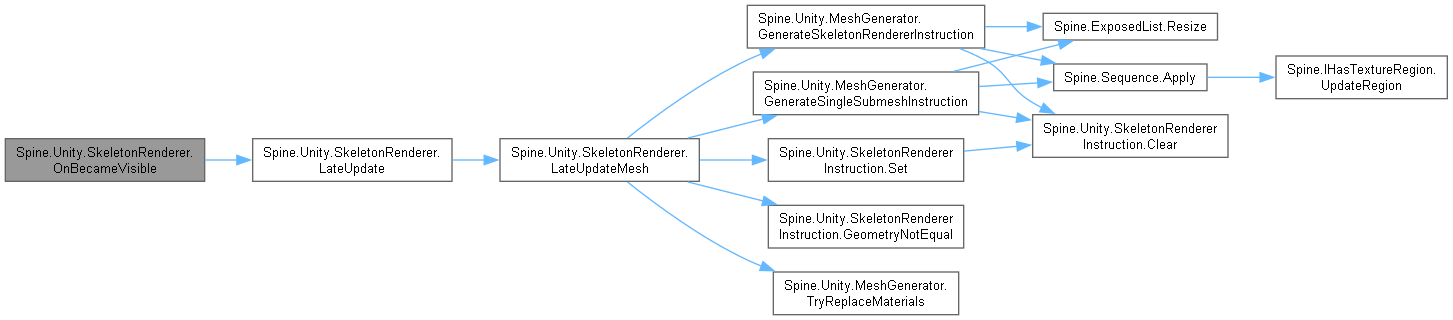 Spine.Unity.SkeletonRenderer.
OnBecameVisible
Spine.Unity.SkeletonRenderer.
LateUpdate
Spine.Unity.SkeletonRenderer.
LateUpdateMesh
Spine.Unity.MeshGenerator.
GenerateSkeletonRendererInstruction
Spine.Unity.MeshGenerator.
GenerateSingleSubmeshInstruction
Spine.Unity.SkeletonRenderer
Instruction.Set
Spine.Unity.SkeletonRenderer
Instruction.GeometryNotEqual
Spine.Unity.MeshGenerator.
TryReplaceMaterials
Spine.ExposedList.Resize
Spine.Sequence.Apply
Spine.Unity.SkeletonRenderer
Instruction.Clear
Spine.IHasTextureRegion.
UpdateRegion